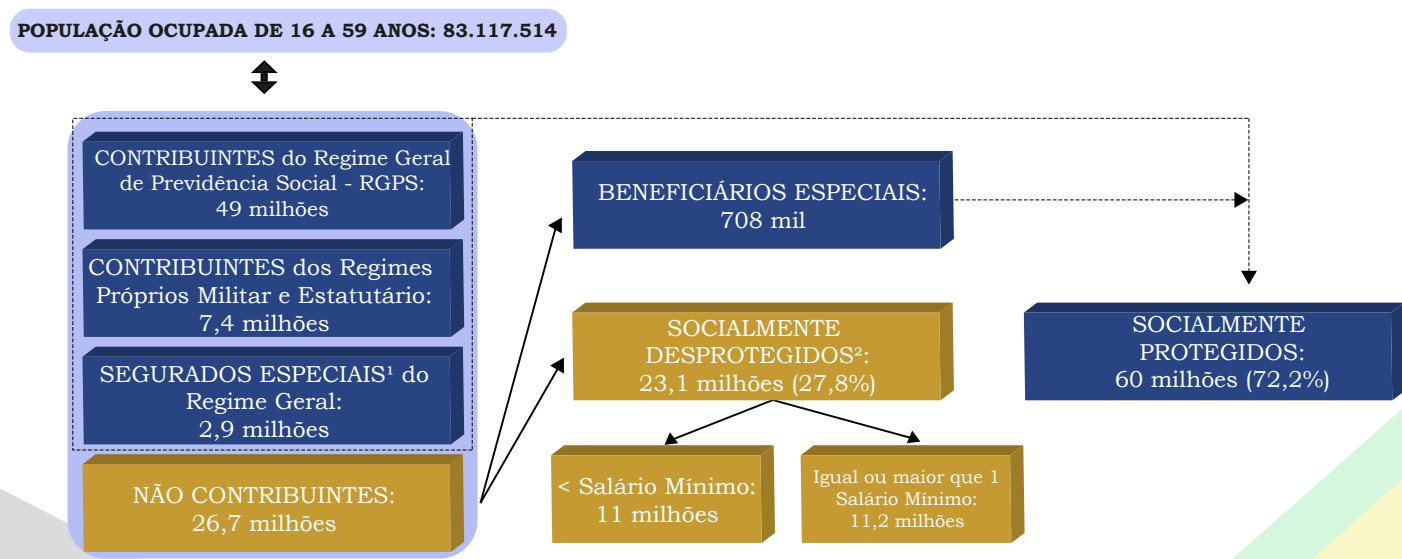 POPULAÇÃO OCUPADA DE 16 A 59 ANOS: 83.117.514
CONTRIBUINTES do Regime Geral
de Previdência Social - RGPS:
49 milhões
CONTRIBUINTES dos Regimes
Próprios Militar e Estatutário:
7,4 milhões
SEGURADOS ESPECIAIS¹ do
Regime Geral:
2,9 milhões
NÃO CONTRIBUINTES:
26,7 milhões
BENEFICIÁRIOS ESPECIAIS:
708 mil
SOCIALMENTE
DESPROTEGIDOS²:
23,1 milhões (27,8%)
< Salário Mínimo:
11 milhões
Igual ou maior que 1
Salário Mínimo:
11,2 milhões
SOCIALMENTE
PROTEGIDOS:
60 milhões (72,2%)